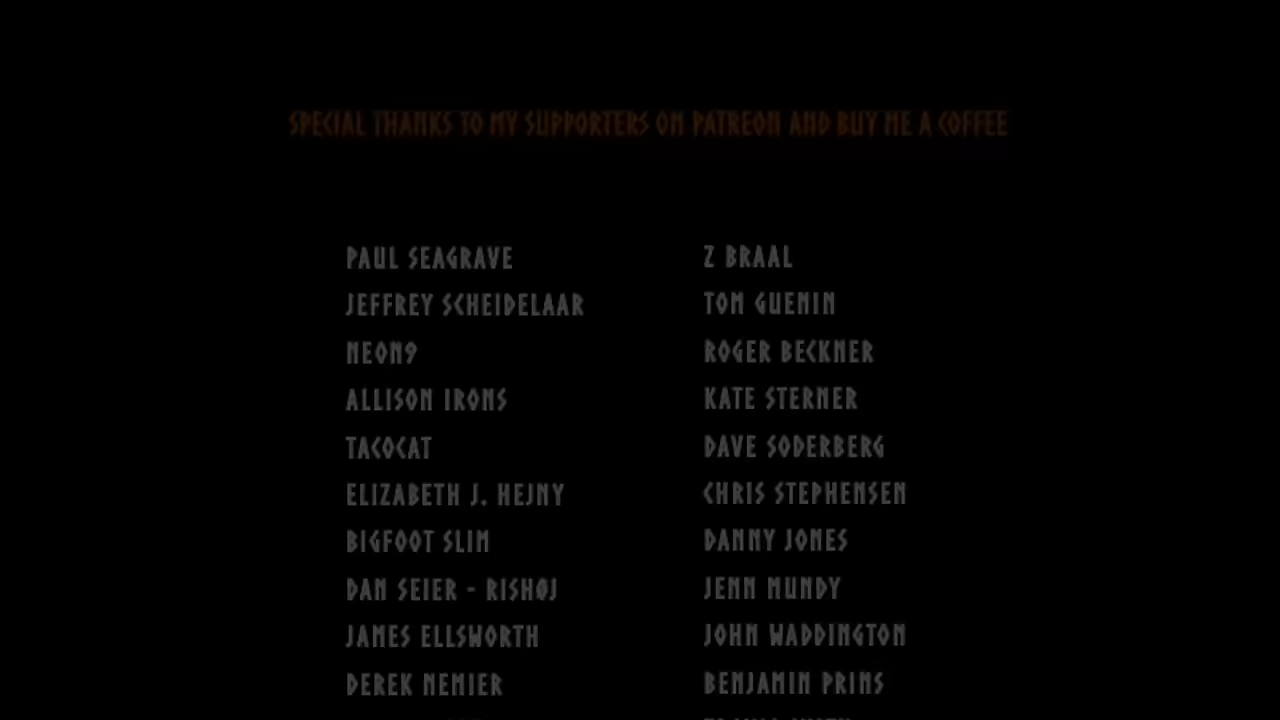 SPECIAL THANKS TO MY SUPPORTERS ON PATREON AND BUY ME A COFFEE
PAUL SEAGRAVE
JEFFREY SCHEIDELAAR
NEON9
ALLISON IRONS
TACOCAT
ELIZABETH J. HEJNY
BIGFOOT SLIM
DAN SEIER - RISHØJ
JAMES ELLSWORTH
DEREK NEMIER
Z BRAAL
TOM GUENIN
ROGER BECKNER
KATE STERNER
DAVE SODERBERG
CHRIS STEPHENSEN
DANNY JONES
JENN MUNDY
JOHN WADDINGTON
BENJAMIN PRINS